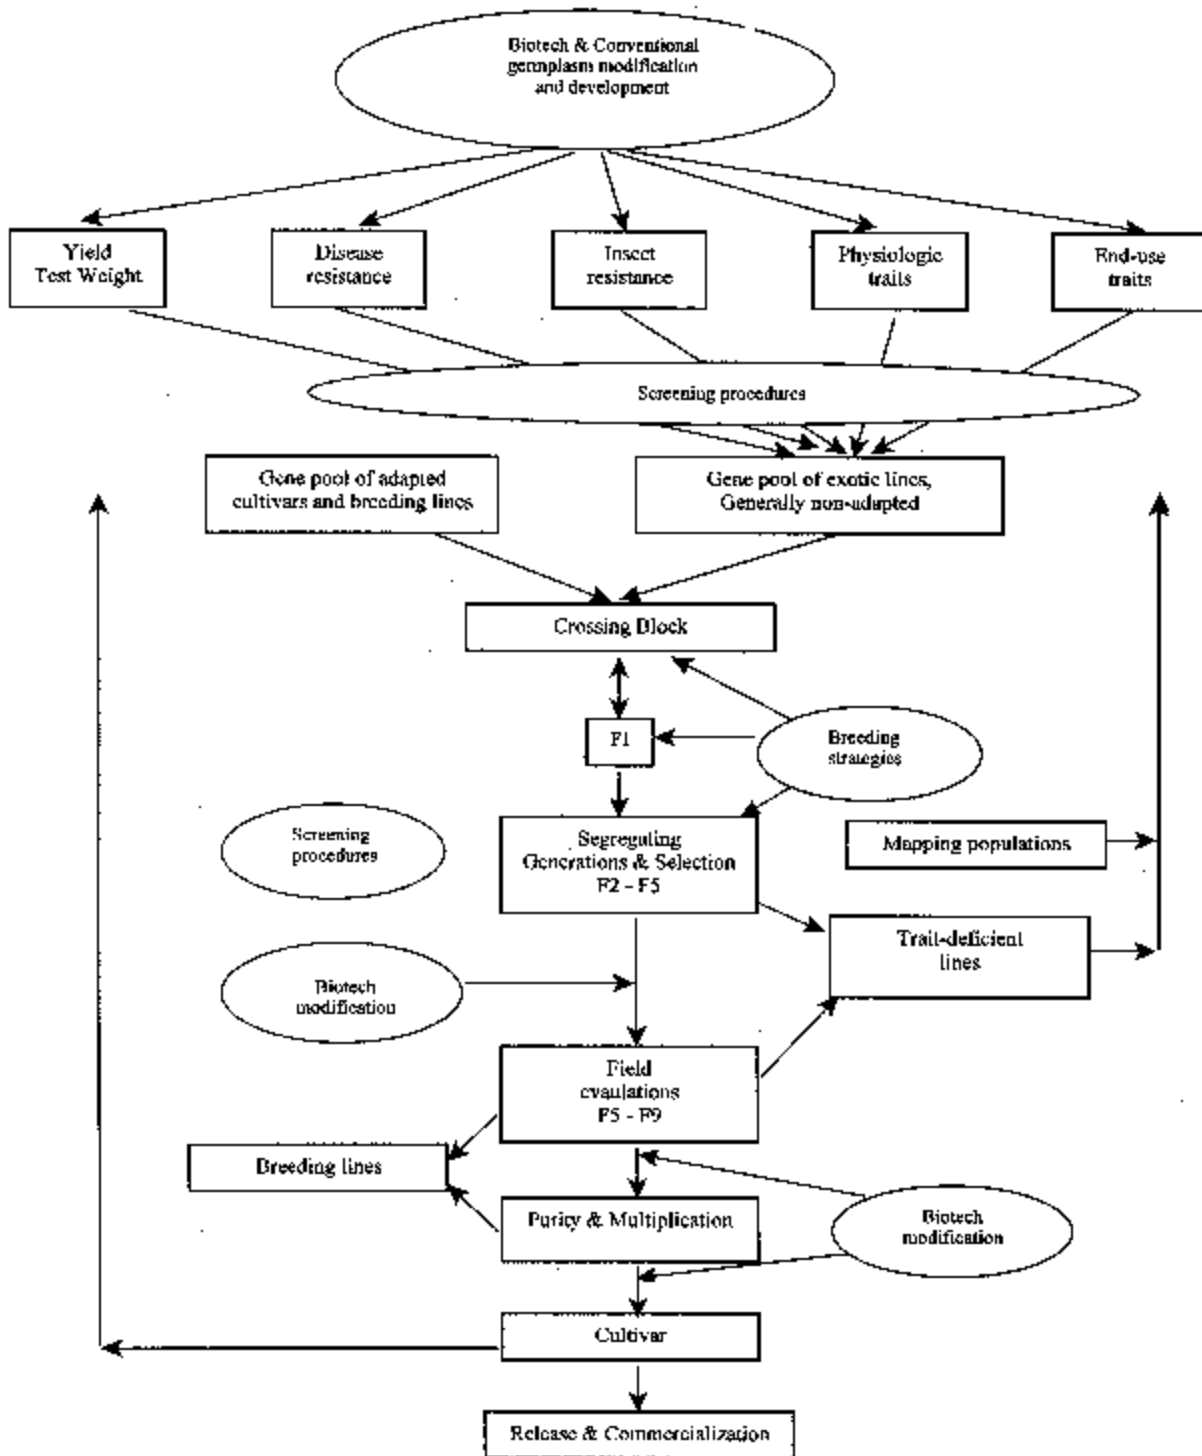 Biotech & Conventional
germplasm modification
and development
Yield
Test Weight
Disease
resistance
Insect
resistance
Physiologic
traits
End-use
traits
Screening procedures
Gene pool of adapted
cultivars and breeding lines
Gene pool of exotic lines,
Generally non-adapted
Crossing Block
F1
Breeding
strategies
Screening
procedures
Segreguting
Generations & Selection
F2 - F5
Mapping populations
Trait-deficient
lines
Biotech
modification
Field
evaulations
F5 - F9
Breeding lines
Purity & Multiplication
Biotech
modification
Cultivar
Release & Commercialization